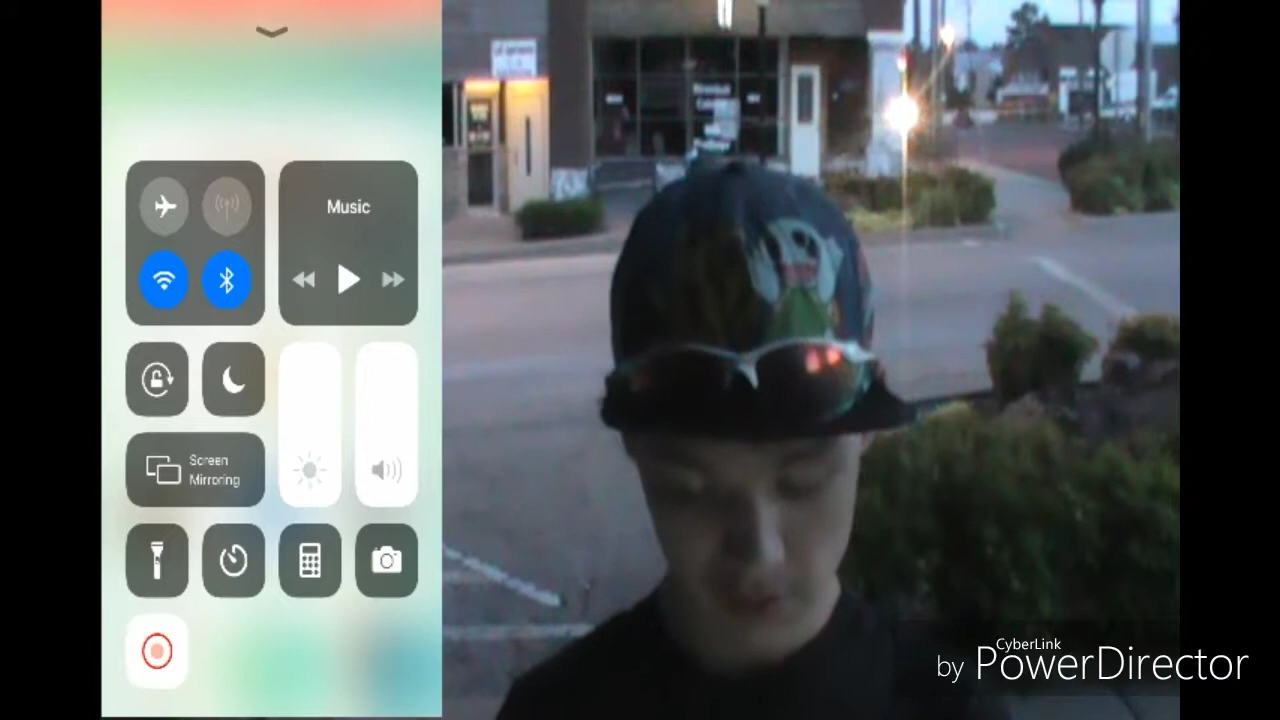 Music
Screen
Mirroring
CyberLink
by PowerDirector